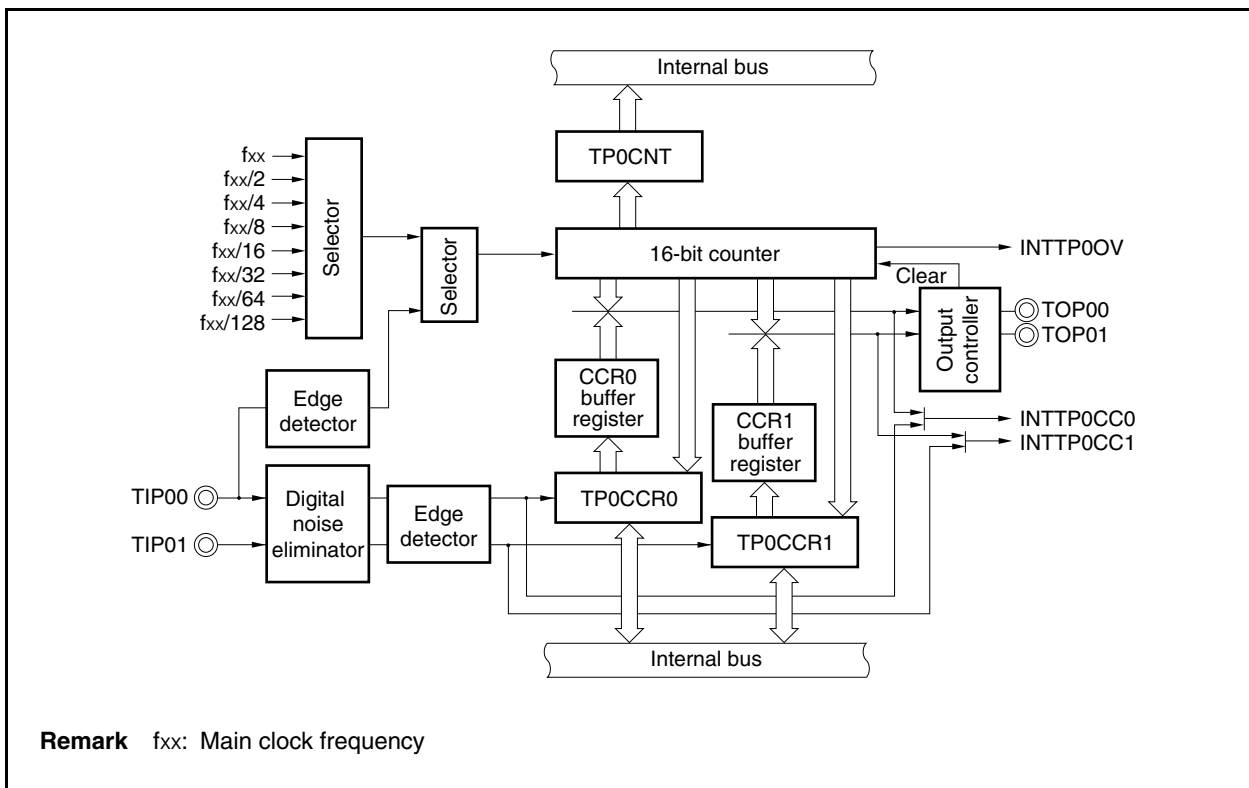 Internal bus
TP0CNT
fxx
fxx/2
fxx/4
fxx/8
fxx/16
fxx/32
fxx/64
fxx/128
Selector
Selector
16-bit counter
INTTP0OV
Clear
Output
controller
TOP00
TOP01
CCR0
buffer
register
CCR1
buffer
register
INTTP0CC0
INTTP0CC1
Edge
detector
TIP00
TIP01
Digital
noise
eliminator
Edge
detector
TP0CCR0
TP0CCR1
Internal bus
Remark fxx: Main clock frequency